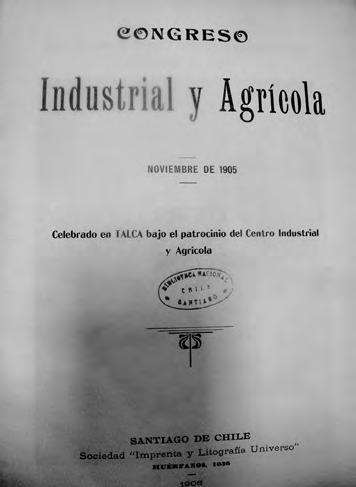 CONGRESO
Industrial y Agrícola
NOVIEMBRE DE 1905
Celebrado en TALCA bajo el patrocinio del Centro Industrial
y Agrícola
BIBLIOTECA NACIONAL
CHILE
SANTIAGO
SANTIAGO DE CHILE
Sociedad "Imprenta y Litografía Universo"
HUÉRFANOS, 1036
1906